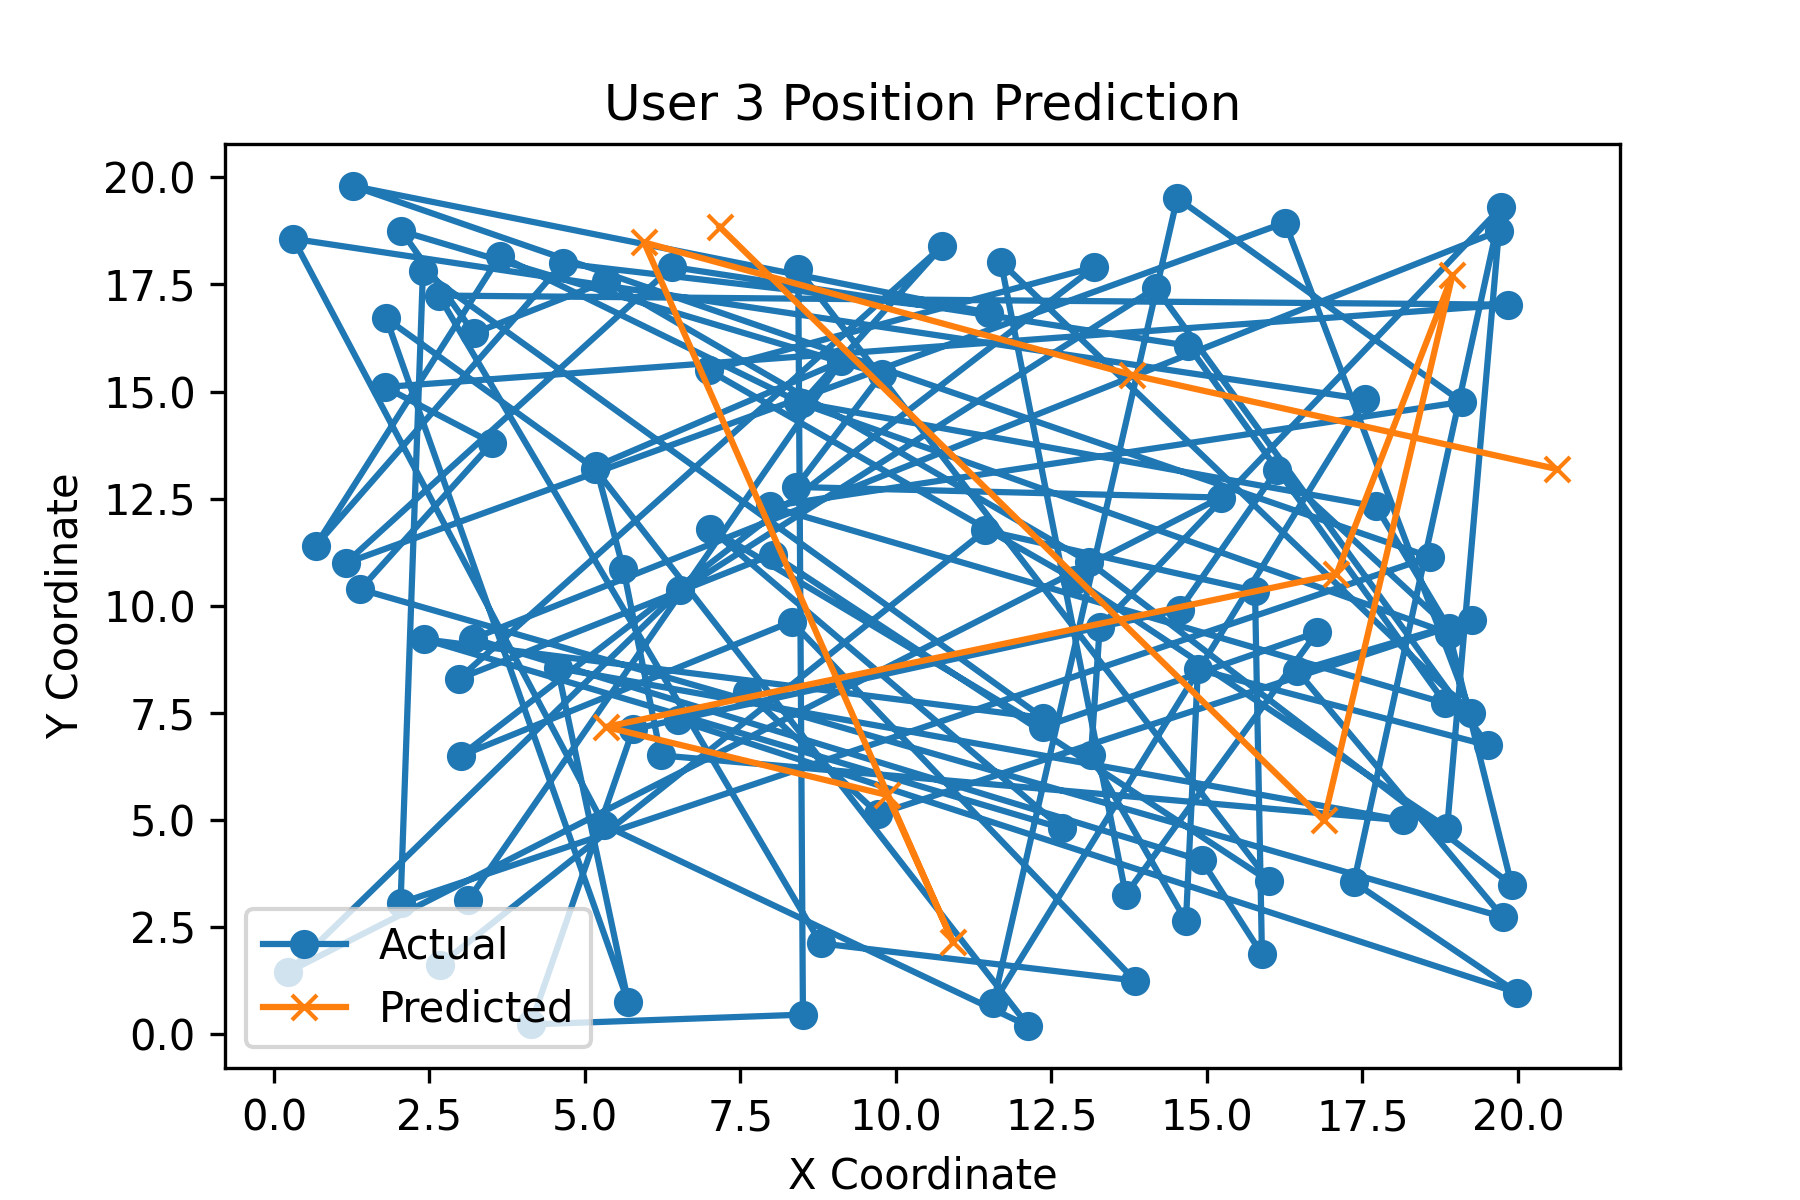 User 3 Position Prediction
Y Coordinate
20.0
17.5
15.0
12.5
10.0
7.5
5.0
2.5
0.0
Actual
Predicted
0.0 2.5 5.0 7.5 10.0 12.5 15.0 17.5 20.0
X Coordinate